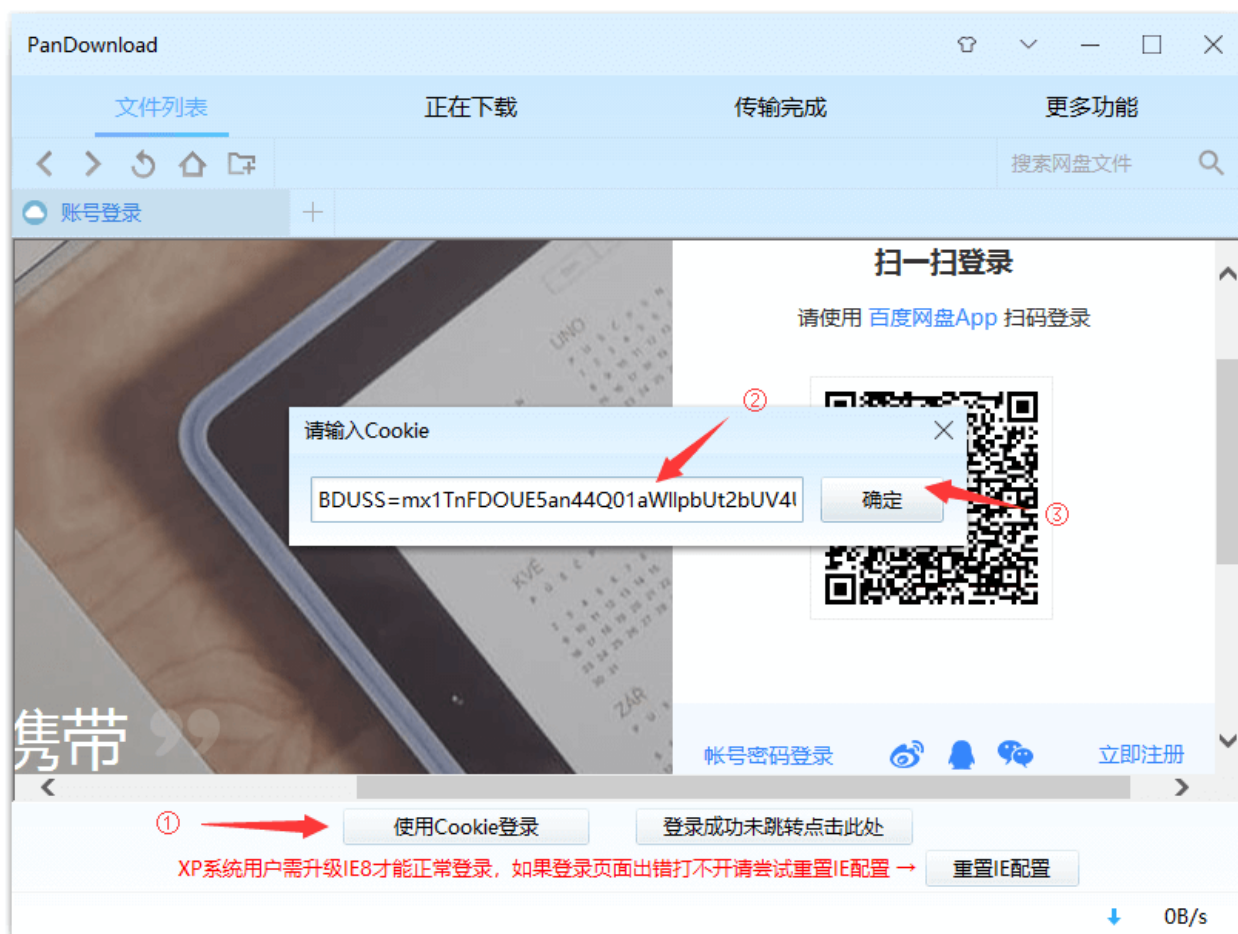 PanDownload
文件列表 正在下载 传输完成 更多功能
搜索网盘文件
账号登录
扫一扫登录
请使用 百度网盘App 扫码登录
UNO
②
请输入Cookie
BDUSS=mx1TnFDOUE5an44Q01aWllpbUt2bUV4U
确定
③
KVĚ
ZÁŘ
携带 ”
帐号密码登录 立即注册
① 使用Cookie登录 登录成功未跳转点击此处
XP系统用户需升级IE8才能正常登录，如果登录页面出错打不开请尝试重置IE配置 → 重置IE配置
0B/s